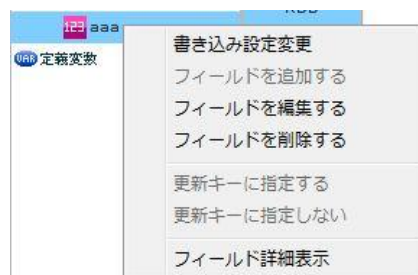 123 aaa
VAR 定義変数
書き込み設定変更
フィールドを追加する
フィールドを編集する
フィールドを削除する
更新キーに指定する
更新キーに指定しない
フィールド詳細表示